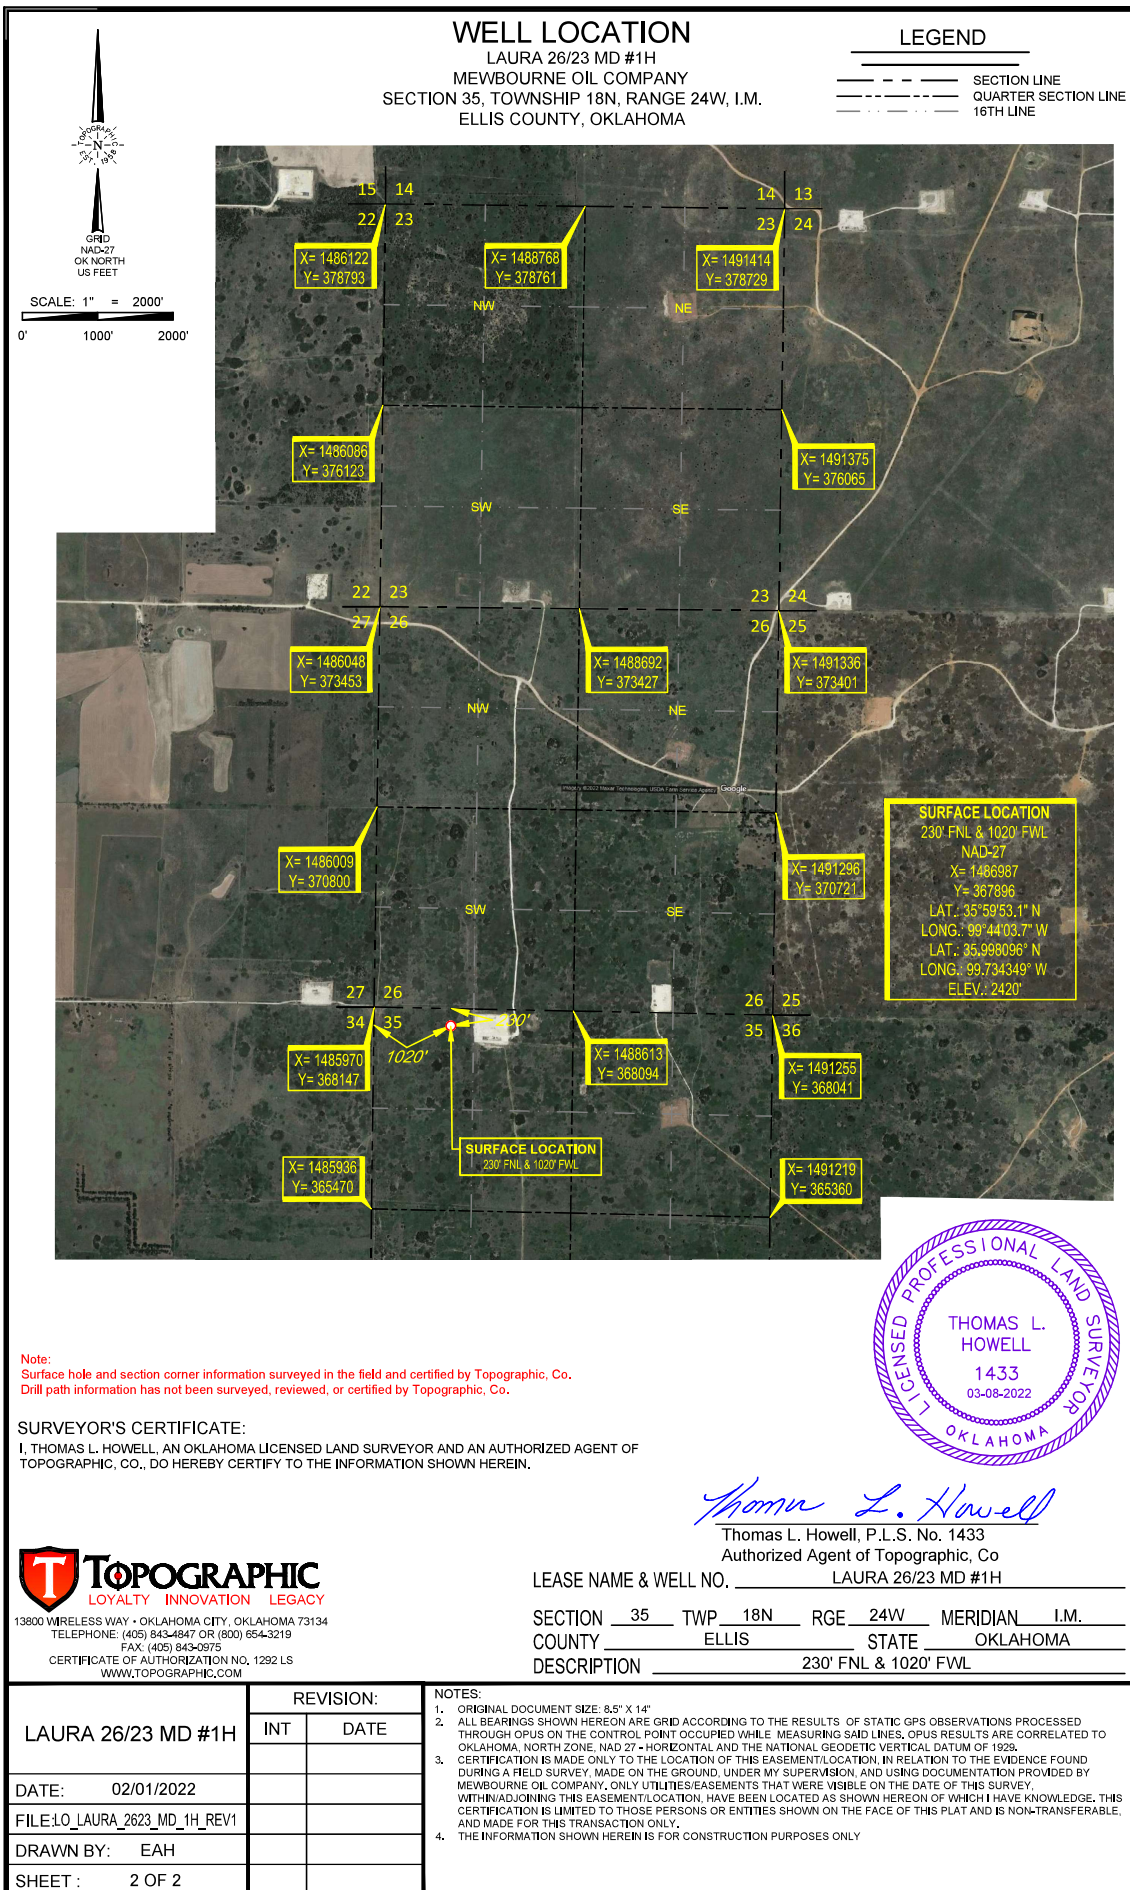 WELL LOCATION
LAURA 26/23 MD #1H
MEWBOURNE OIL COMPANY
SECTION 35, TOWNSHIP 18N, RANGE 24W, I.M.
ELLIS COUNTY, OKLAHOMA
LEGEND
SECTION LINE
QUARTER SECTION LINE
16TH LINE
TOPOGRAPHIC
N
EST. 1958
GRID
NAD-27
OK NORTH
US FEET
SCALE: 1" = 2000'
0' 1000' 2000'
15 14
22 23
14 13
23 24
X= 1486122
Y= 378793
X= 1488768
Y= 378761
X= 1491414
Y= 378729
NW
NE
X= 1486086
Y= 376123
X= 1491375
Y= 376065
SW
SE
22 23
27 26
23 24
26 25
X= 1486048
Y= 373453
X= 1488692
Y= 373427
X= 1491336
Y= 373401
NW
NE
Imagery ©2022 Maxar Technologies, USDA Farm Service Agency
Google
SURFACE LOCATION
230' FNL & 1020' FWL
NAD-27
X= 1486987
Y= 367896
LAT.: 35°59'53.1" N
LONG.: 99°44'03.7" W
LAT.: 35.998096° N
LONG.: 99.734349° W
ELEV.: 2420'
X= 1486009
Y= 370800
X= 1491296
Y= 370721
SW
SE
27 26
34 35
26 25
35 36
230'
1020'
X= 1485970
Y= 368147
X= 1488613
Y= 368094
X= 1491255
Y= 368041
SURFACE LOCATION
230' FNL & 1020' FWL
X= 1485936
Y= 365470
X= 1491219
Y= 365360
LICENSED PROFESSIONAL LAND SURVEYOR
THOMAS L.
HOWELL
1433
03-08-2022
OKLAHOMA
Note:
Surface hole and section corner information surveyed in the field and certified by Topographic, Co.
Drill path information has not been surveyed, reviewed, or certified by Topographic, Co.
SURVEYOR'S CERTIFICATE:
I, THOMAS L. HOWELL, AN OKLAHOMA LICENSED LAND SURVEYOR AND AN AUTHORIZED AGENT OF
TOPOGRAPHIC, CO., DO HEREBY CERTIFY TO THE INFORMATION SHOWN HEREIN.
Thomas L. Howell
Thomas L. Howell, P.L.S. No. 1433
Authorized Agent of Topographic, Co
T TOPOGRAPHIC
LOYALTY INNOVATION LEGACY
13800 WIRELESS WAY • OKLAHOMA CITY, OKLAHOMA 73134
TELEPHONE: (405) 843-4847 OR (800) 654-3219
FAX: (405) 843-0975
CERTIFICATE OF AUTHORIZATION NO. 1292 LS
WWW.TOPOGRAPHIC.COM
LEASE NAME & WELL NO. LAURA 26/23 MD #1H
SECTION 35 TWP 18N RGE 24W MERIDIAN I.M.
COUNTY ELLIS STATE OKLAHOMA
DESCRIPTION 230' FNL & 1020' FWL
LAURA 26/23 MD #1H
REVISION:
INT DATE
DATE: 02/01/2022
FILE:LO_LAURA_2623_MD_1H_REV1
DRAWN BY: EAH
SHEET : 2 OF 2
NOTES:
1. ORIGINAL DOCUMENT SIZE: 8.5" X 14"
2. ALL BEARINGS SHOWN HEREON ARE GRID ACCORDING TO THE RESULTS OF STATIC GPS OBSERVATIONS PROCESSED
THROUGH OPUS ON THE CONTROL POINT OCCUPIED WHILE MEASURING SAID LINES. OPUS RESULTS ARE CORRELATED TO
OKLAHOMA, NORTH ZONE, NAD 27 - HORIZONTAL AND THE NATIONAL GEODETIC VERTICAL DATUM OF 1929.
3. CERTIFICATION IS MADE ONLY TO THE LOCATION OF THIS EASEMENT/LOCATION, IN RELATION TO THE EVIDENCE FOUND
DURING A FIELD SURVEY, MADE ON THE GROUND, UNDER MY SUPERVISION, AND USING DOCUMENTATION PROVIDED BY
MEWBOURNE OIL COMPANY. ONLY UTILITIES/EASEMENTS THAT WERE VISIBLE ON THE DATE OF THIS SURVEY,
WITHIN/ADJOINING THIS EASEMENT/LOCATION, HAVE BEEN LOCATED AS SHOWN HEREON OF WHICH I HAVE KNOWLEDGE. THIS
CERTIFICATION IS LIMITED TO THOSE PERSONS OR ENTITIES SHOWN ON THE FACE OF THIS PLAT AND IS NON-TRANSFERABLE,
AND MADE FOR THIS TRANSACTION ONLY.
4. THE INFORMATION SHOWN HEREIN IS FOR CONSTRUCTION PURPOSES ONLY